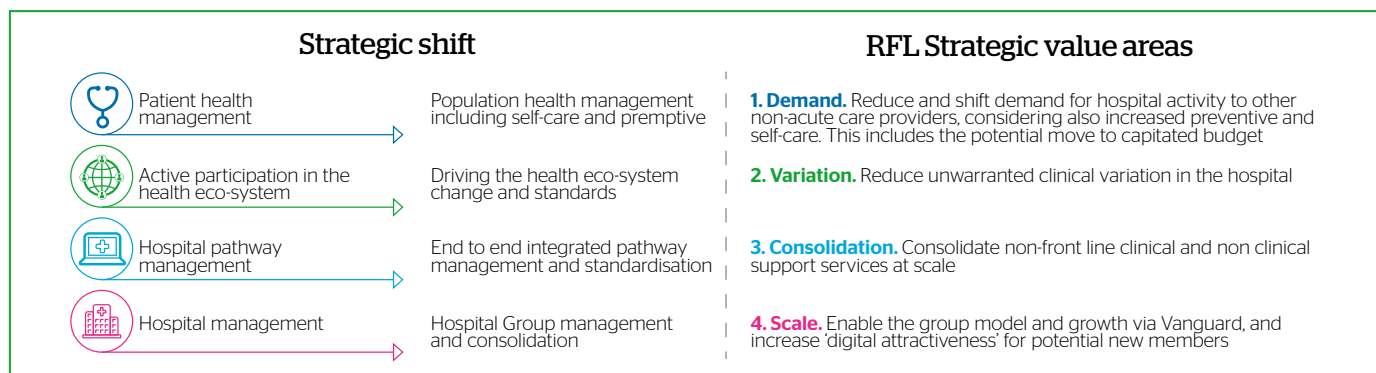 Strategic shift
RFL Strategic value areas
Patient health
management
Population health management
including self-care and premptive
1. Demand. Reduce and shift demand for hospital activity to other
non-acute care providers, considering also increased preventive and
self-care. This includes the potential move to capitated budget
Active participation in the
health eco-system
Driving the health eco-system
change and standards
2. Variation. Reduce unwarranted clinical variation in the hospital
Hospital pathway
management
End to end integrated pathway
management and standardisation
3. Consolidation. Consolidate non-front line clinical and non clinical
support services at scale
Hospital management
Hospital Group management
and consolidation
4. Scale. Enable the group model and growth via Vanguard, and
increase ‘digital attractiveness’ for potential new members